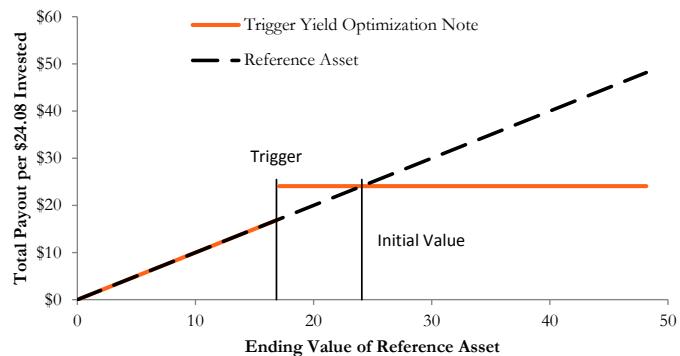 Trigger Yield Optimization Note
Reference Asset
Total Payout per $24.08 Invested
$60
$50
$40
$30
$20
$10
$0
Trigger
Initial Value
0
10
20
30
40
50
Ending Value of Reference Asset